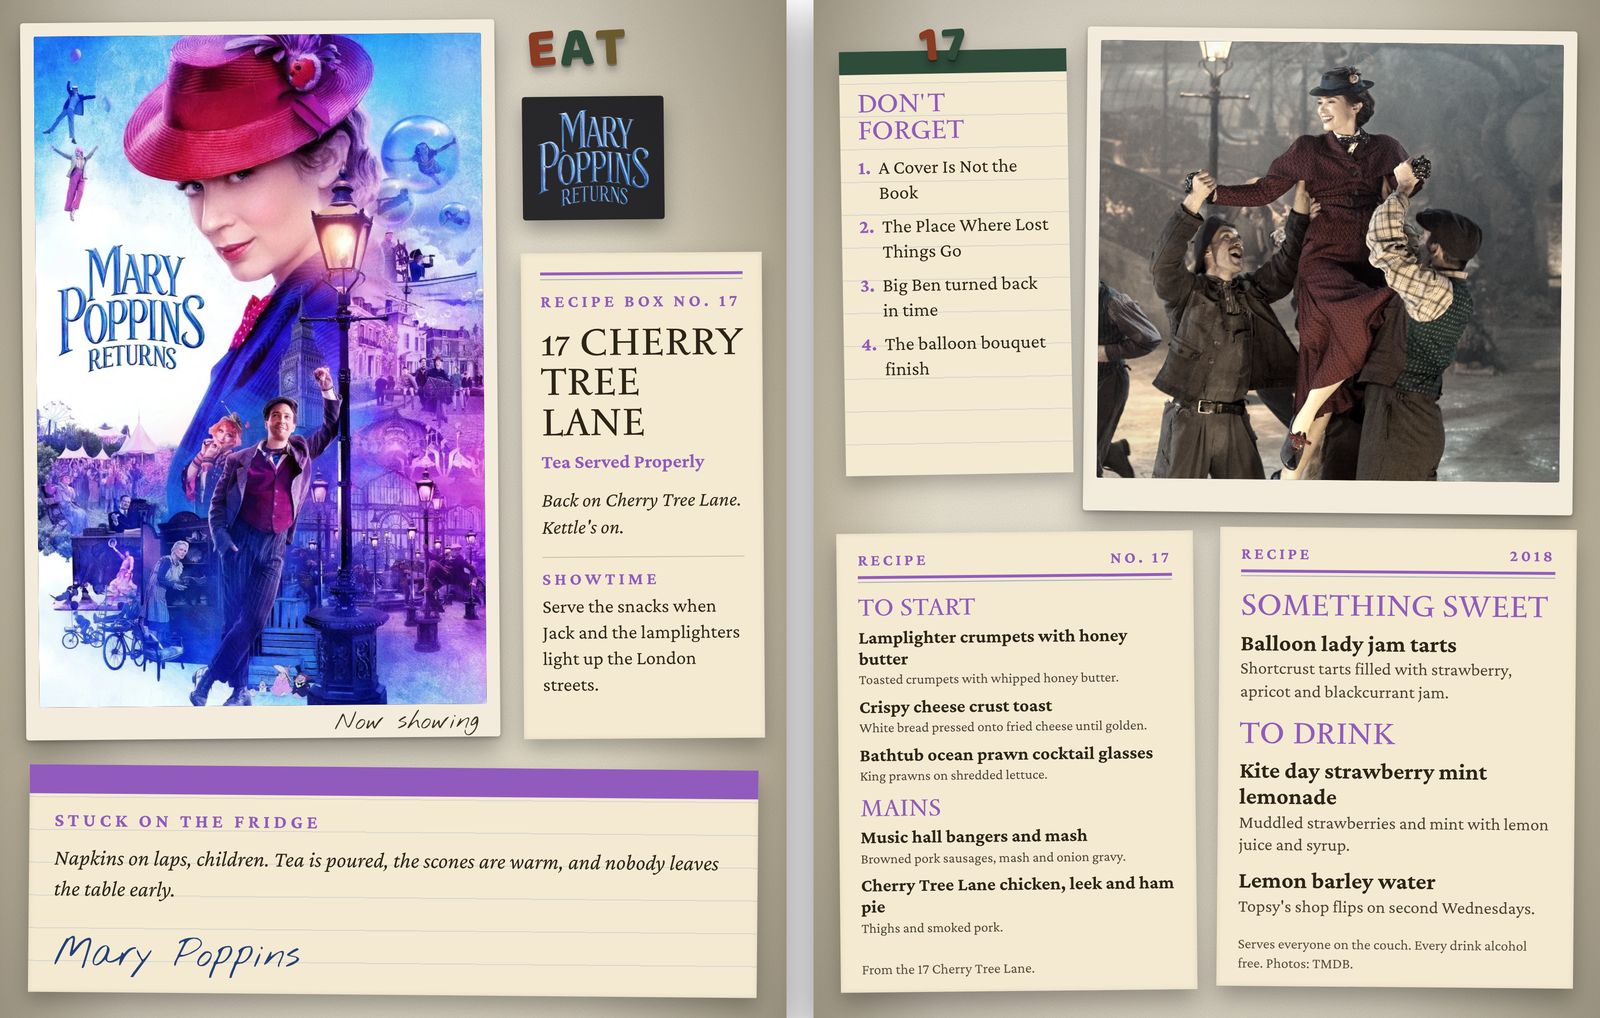 EAT
MARY
POPPINS
RETURNS
MARY
POPPINS
RETURNS
Now showing
RECIPE BOX NO. 17
17 CHERRY
TREE
LANE
Tea Served Properly
Back on Cherry Tree Lane.
Kettle's on.
SHOWTIME
Serve the snacks when
Jack and the lamplighters
light up the London
streets.
STUCK ON THE FRIDGE
Napkins on laps, children. Tea is poured, the scones are warm, and nobody leaves
the table early.
Mary Poppins
17
DON'T
FORGET
1. A Cover Is Not the
Book
2. The Place Where Lost
Things Go
3. Big Ben turned back
in time
4. The balloon bouquet
finish
RECIPE NO. 17
TO START
Lamplighter crumpets with honey
butter
Toasted crumpets with whipped honey butter.
Crispy cheese crust toast
White bread pressed onto fried cheese until golden.
Bathtub ocean prawn cocktail glasses
King prawns on shredded lettuce.
MAINS
Music hall bangers and mash
Browned pork sausages, mash and onion gravy.
Cherry Tree Lane chicken, leek and ham
pie
Thighs and smoked pork.
From the 17 Cherry Tree Lane.
RECIPE 2018
SOMETHING SWEET
Balloon lady jam tarts
Shortcrust tarts filled with strawberry,
apricot and blackcurrant jam.
TO DRINK
Kite day strawberry mint
lemonade
Muddled strawberries and mint with lemon
juice and syrup.
Lemon barley water
Topsy's shop flips on second Wednesdays.
Serves everyone on the couch. Every drink alcohol
free. Photos: TMDB.